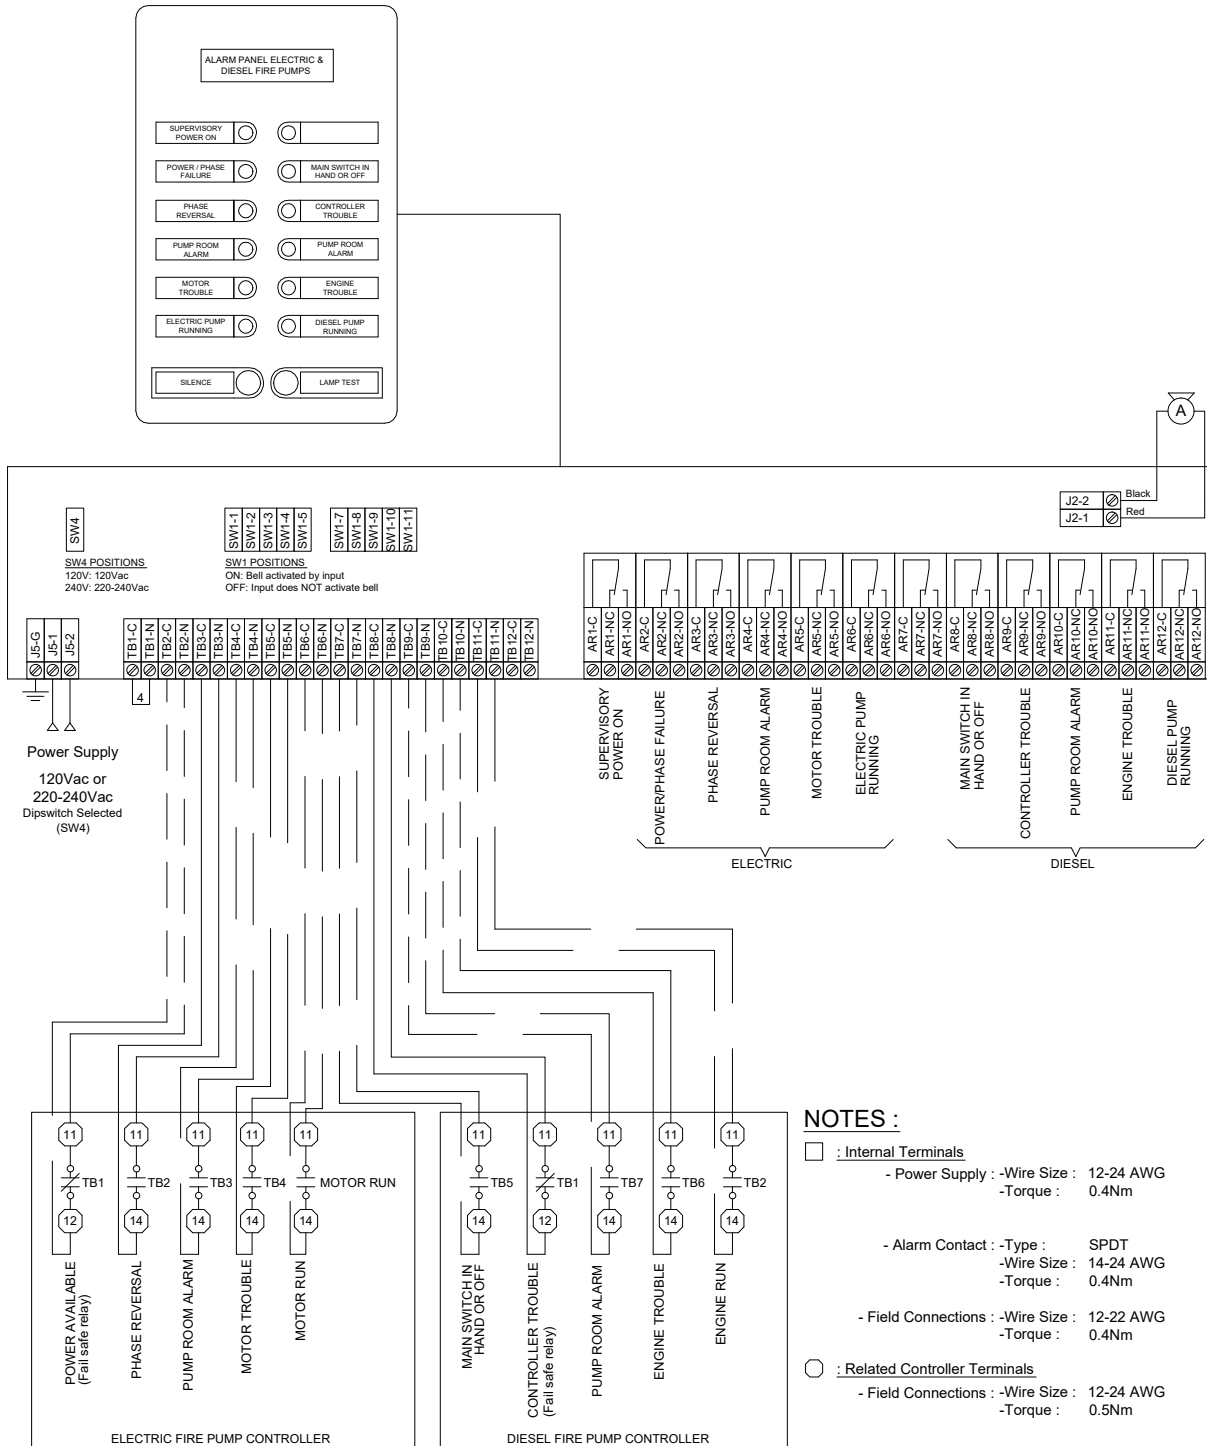 ALARM PANEL ELECTRIC &
DIESEL FIRE PUMPS
SUPERVISORY
POWER ON
POWER / PHASE
FAILURE
MAIN SWITCH IN
HAND OR OFF
PHASE
REVERSAL
CONTROLLER
TROUBLE
PUMP ROOM
ALARM
PUMP ROOM
ALARM
MOTOR
TROUBLE
ENGINE
TROUBLE
ELECTRIC PUMP
RUNNING
DIESEL PUMP
RUNNING
SILENCE
LAMP TEST
A
J2-2
Black
J2-1
Red
SW4
SW4 POSITIONS
120V: 120Vac
240V: 220-240Vac
SW1-1
SW1-2
SW1-3
SW1-4
SW1-5
SW1-7
SW1-8
SW1-9
SW1-10
SW1-11
SW1 POSITIONS
ON: Bell activated by input
OFF: Input does NOT activate bell
J5-G
J5-1
J5-2
TB1-C
TB1-N
TB2-C
TB2-N
TB3-C
TB3-N
TB4-C
TB4-N
TB5-C
TB5-N
TB6-C
TB6-N
TB7-C
TB7-N
TB8-C
TB8-N
TB9-C
TB9-N
TB10-C
TB10-N
TB11-C
TB11-N
TB12-C
TB12-N
AR1-C
AR1-NC
AR1-NO
AR2-C
AR2-NC
AR2-NO
AR3-C
AR3-NC
AR3-NO
AR4-C
AR4-NC
AR4-NO
AR5-C
AR5-NC
AR5-NO
AR6-C
AR6-NC
AR6-NO
AR7-C
AR7-NC
AR7-NO
AR8-C
AR8-NC
AR8-NO
AR9-C
AR9-NC
AR9-NO
AR10-C
AR10-NC
AR10-NO
AR11-C
AR11-NC
AR11-NO
AR12-C
AR12-NC
AR12-NO
4
Power Supply
120Vac or
220-240Vac
Dipswitch Selected
(SW4)
SUPERVISORY
POWER ON
POWER/PHASE FAILURE
PHASE REVERSAL
PUMP ROOM ALARM
MOTOR TROUBLE
ELECTRIC PUMP
RUNNING
MAIN SWITCH IN
HAND OR OFF
CONTROLLER TROUBLE
PUMP ROOM ALARM
ENGINE TROUBLE
DIESEL PUMP
RUNNING
ELECTRIC
DIESEL
11
11
11
11
11
11
11
11
11
11
TB1
TB2
TB3
TB4
MOTOR RUN
TB5
TB1
TB7
TB6
TB2
12
14
14
14
14
14
12
14
14
14
POWER AVAILABLE
(Fail safe relay)
PHASE REVERSAL
PUMP ROOM ALARM
MOTOR TROUBLE
MOTOR RUN
MAIN SWITCH IN
HAND OR OFF
CONTROLLER TROUBLE
(Fail safe relay)
PUMP ROOM ALARM
ENGINE TROUBLE
ENGINE RUN
ELECTRIC FIRE PUMP CONTROLLER
DIESEL FIRE PUMP CONTROLLER
NOTES :
: Internal Terminals
- Power Supply : -Wire Size : 12-24 AWG
-Torque : 0.4Nm
- Alarm Contact : -Type : SPDT
-Wire Size : 14-24 AWG
-Torque : 0.4Nm
- Field Connections : -Wire Size : 12-22 AWG
-Torque : 0.4Nm
: Related Controller Terminals
- Field Connections : -Wire Size : 12-24 AWG
-Torque : 0.5Nm